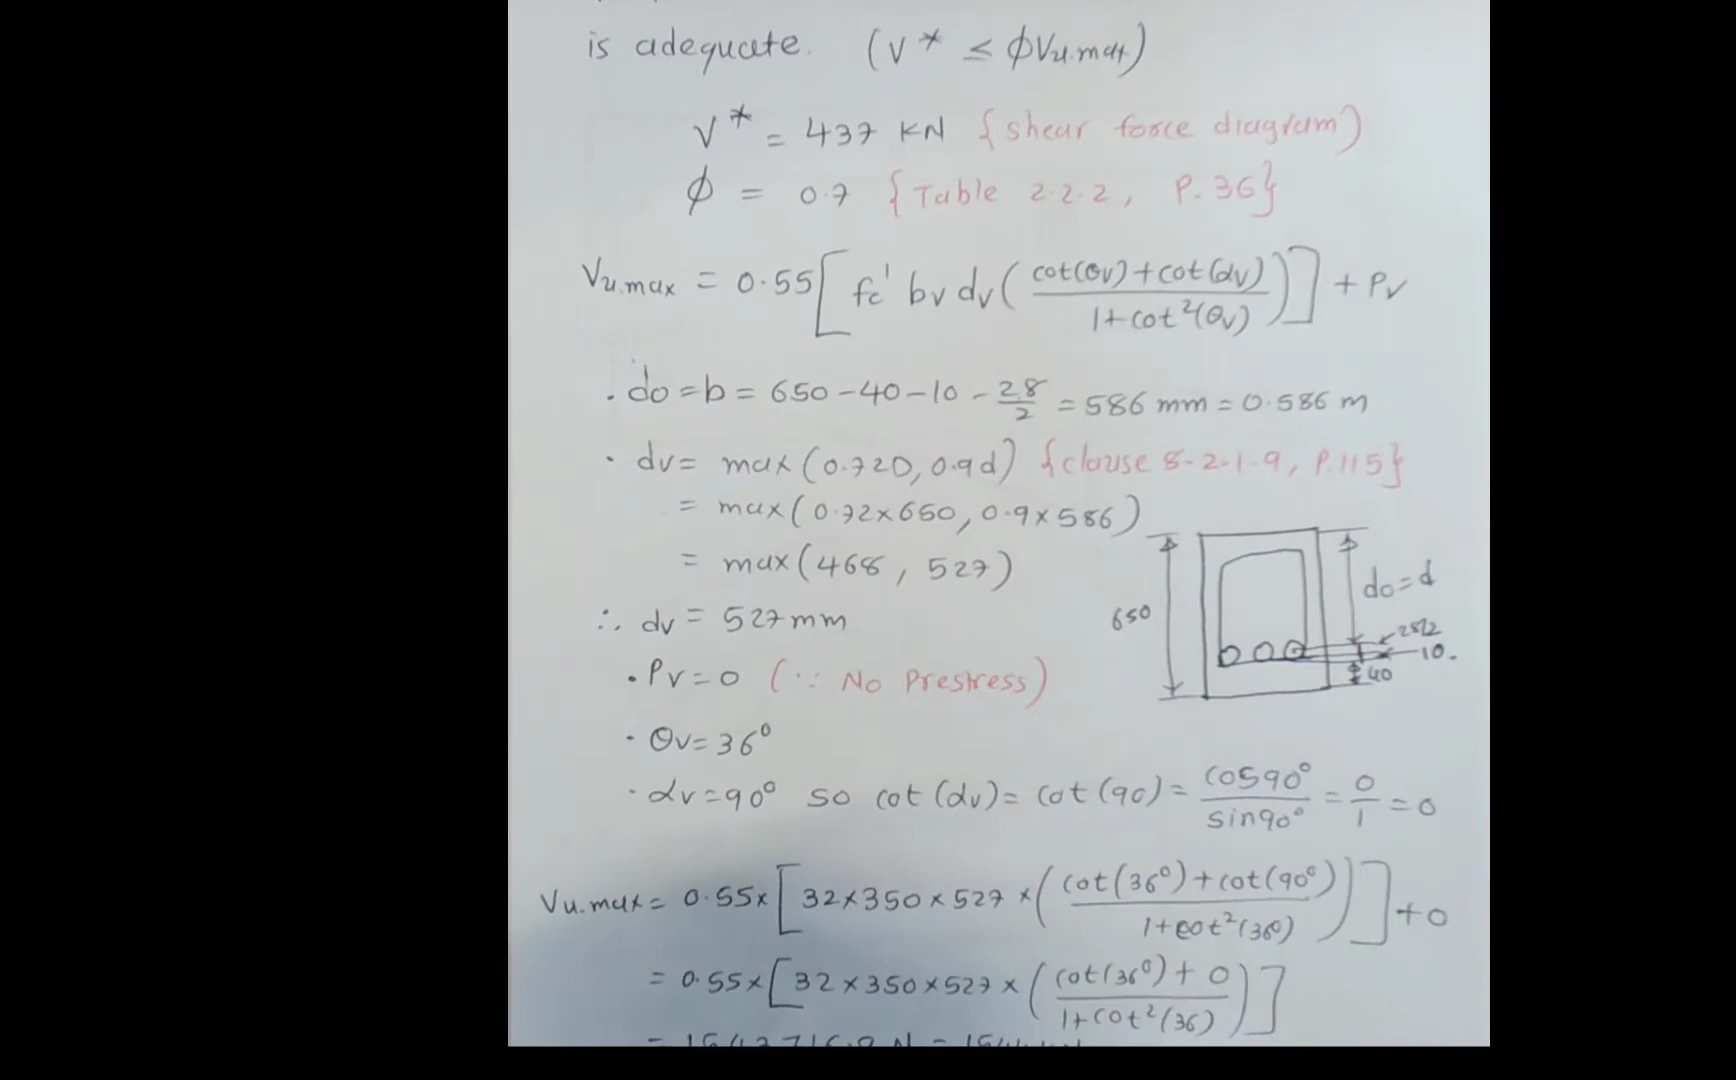 is adequate. (V* ≤ ϕVu.max)
V* = 437 KN {shear force diagram)
ϕ = 0.7 {Table 2.2.2, P.36}
Vu.max = 0.55[fc' bv dv((cot(θv)+cot(αv))/(1+cot²(θv)))] + Pv
. do = b = 650-40-10-28/2 = 586 mm = 0.586 m
. dv = max(0.72D, 0.9d) {clause 8.2.1.9, P.115}
= max(0.72×650, 0.9×586)
= max(468, 527)
650
do=d
28/2
10.
40
∴ dv = 527mm
. Pv=0 (∵ No Prestress)
. θv=36°
. αv=90° so cot(αv)= cot(90)= cos90°/sin90° = 0/1 = 0
Vu.max = 0.55×[32×350×527×((cot(36°)+cot(90°))/(1+cot²(36°)))]+0
= 0.55×[32×350×527×((cot(36°)+0)/(1+cot²(36)))]